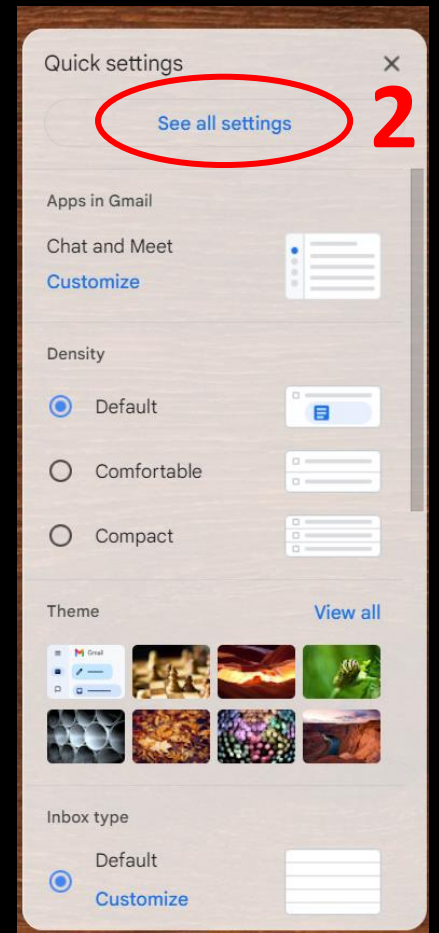 Quick settings
See all settings
2
Apps in Gmail
Chat and Meet
Customize
Density
Default
Comfortable
Compact
Theme
View all
Gmail
Inbox type
Default
Customize